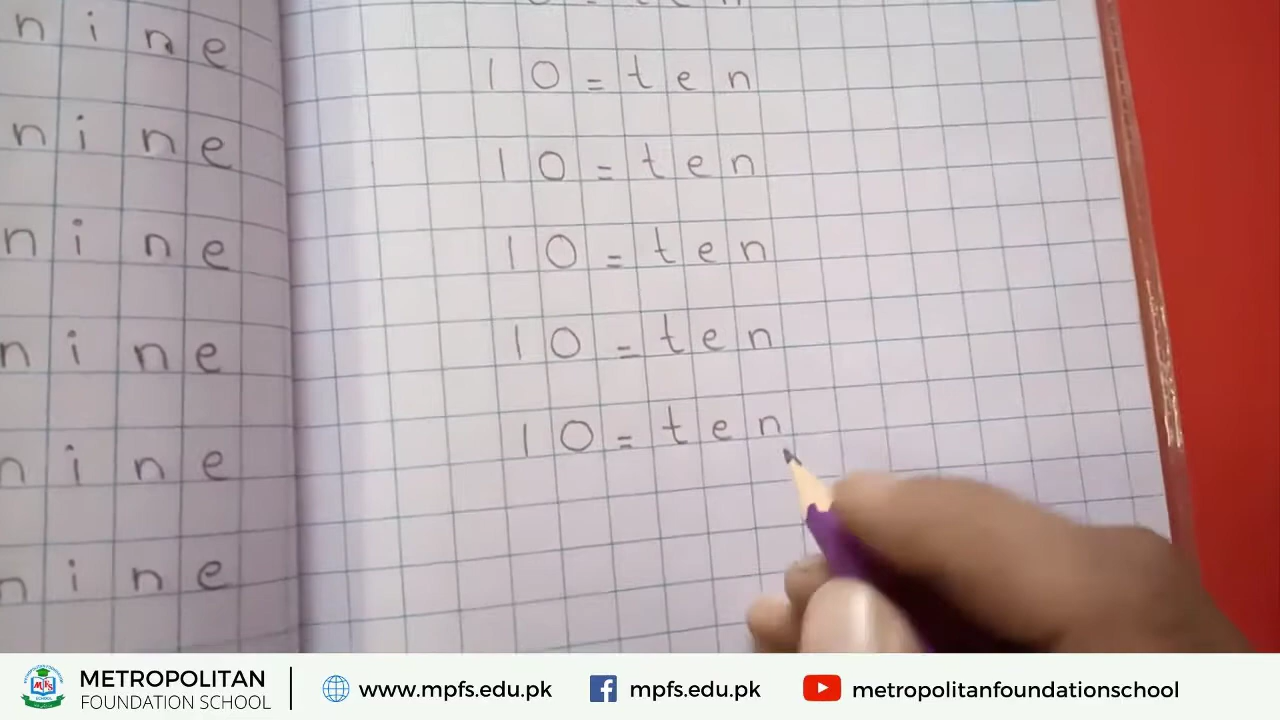 nine
nine
nine
nine
nine
nine
10=ten
10=ten
10=ten
10=ten
10=ten
METROPOLITAN
FOUNDATION SCHOOL
www.mpfs.edu.pk
mpfs.edu.pk
metropolitanfoundationschool